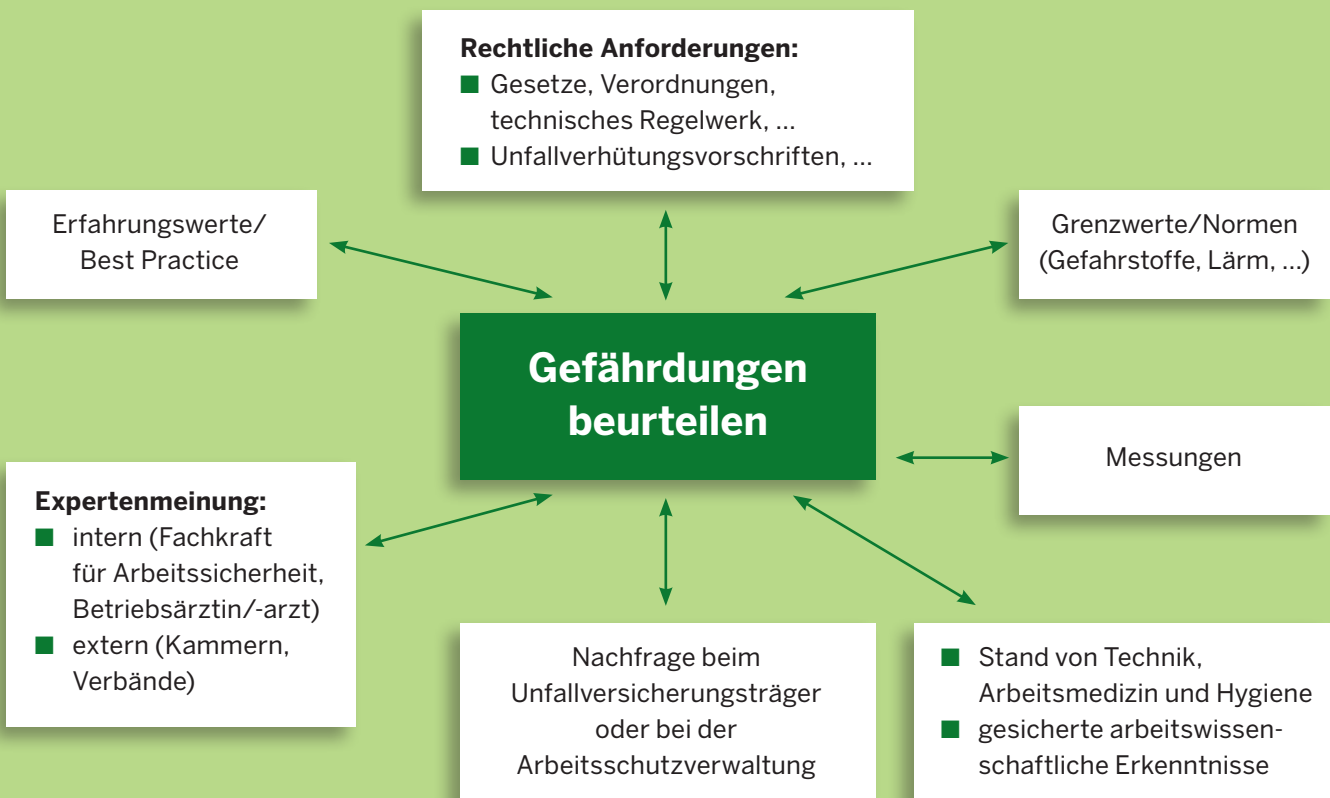 Rechtliche Anforderungen:
■ Gesetze, Verordnungen,
technisches Regelwerk, ...
■ Unfallverhütungsvorschriften, ...
Erfahrungswerte/
Best Practice
Grenzwerte/Normen
(Gefahrstoffe, Lärm, ...)
Gefährdungen
beurteilen
Messungen
Expertenmeinung:
■ intern (Fachkraft
für Arbeitssicherheit,
Betriebsärztin/-arzt)
■ extern (Kammern,
Verbände)
Nachfrage beim
Unfallversicherungsträger
oder bei der
Arbeitsschutzverwaltung
■ Stand von Technik,
Arbeitsmedizin und Hygiene
■ gesicherte arbeitswissen-
schaftliche Erkenntnisse